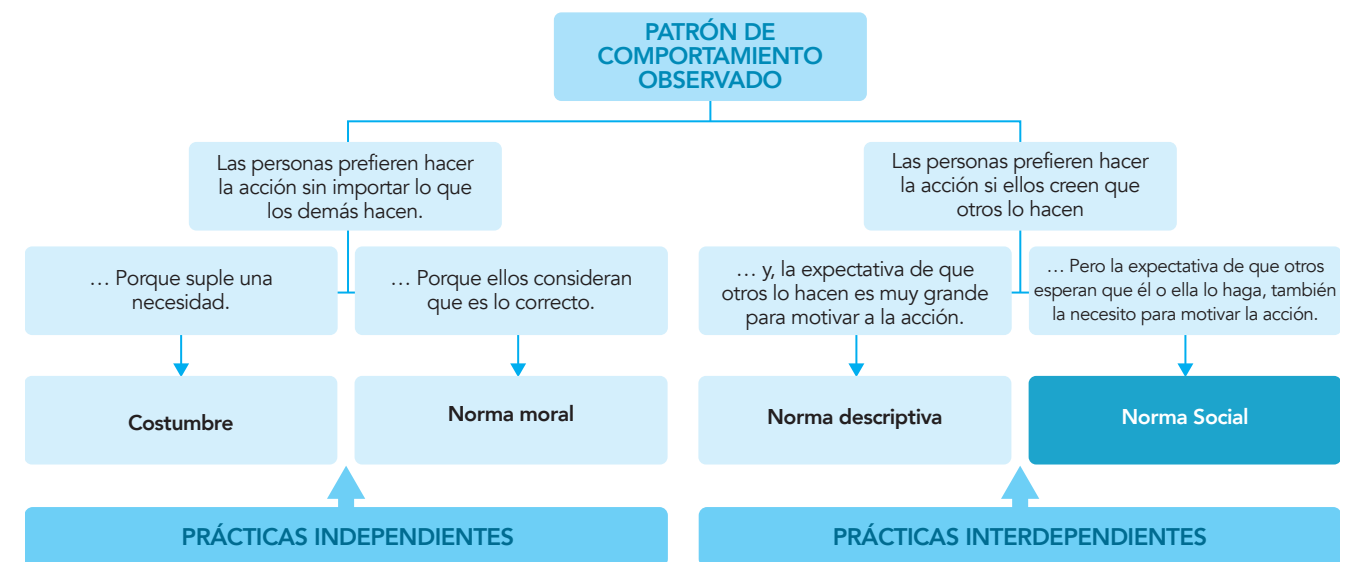 PATRÓN DE
COMPORTAMIENTO
OBSERVADO
Las personas prefieren hacer
la acción sin importar lo que
los demás hacen.
Las personas prefieren hacer
la acción si ellos creen que
otros lo hacen
… Porque suple una
necesidad.
… Porque ellos consideran
que es lo correcto.
… y, la expectativa de que
otros lo hacen es muy grande
para motivar a la acción.
… Pero la expectativa de que otros
esperan que él o ella lo haga, también
la necesito para motivar la acción.
Costumbre
Norma moral
Norma descriptiva
Norma Social
PRÁCTICAS INDEPENDIENTES
PRÁCTICAS INTERDEPENDIENTES